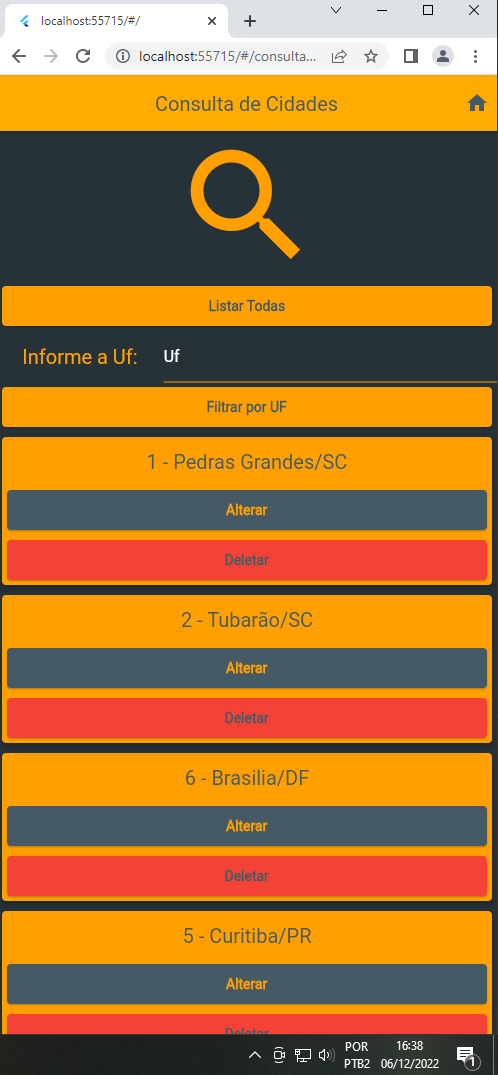 localhost:55715/#/
localhost:55715/#/consulta...
Consulta de Cidades
Listar Todas
Informe a Uf:
Uf
Filtrar por UF
1 - Pedras Grandes/SC
Alterar
Deletar
2 - Tubarão/SC
Alterar
Deletar
6 - Brasilia/DF
Alterar
Deletar
5 - Curitiba/PR
Alterar
Deletar
POR
PTB2
16:38
06/12/2022
1